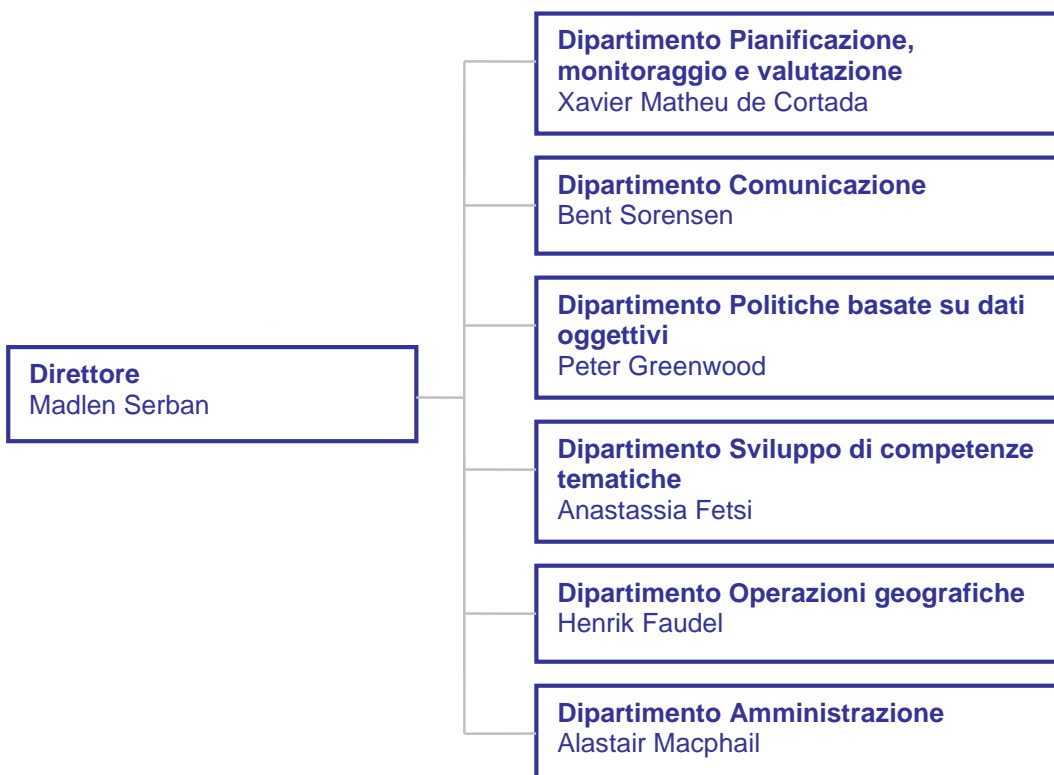 Dipartimento Pianificazione,
monitoraggio e valutazione
Xavier Matheu de Cortada
Dipartimento Comunicazione
Bent Sorensen
Dipartimento Politiche basate su dati
oggettivi
Peter Greenwood
Direttore
Madlen Serban
Dipartimento Sviluppo di competenze
tematiche
Anastassia Fetsi
Dipartimento Operazioni geografiche
Henrik Faudel
Dipartimento Amministrazione
Alastair Macphail